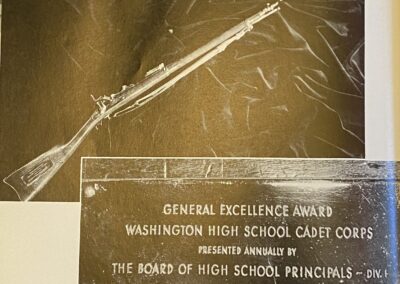 GENERAL EXCELLENCE AWARD
WASHINGTON HIGH SCHOOL CADET CORPS
PRESENTED ANNUALLY BY
THE BOARD OF HIGH SCHOOL PRINCIPALS – DIV. I